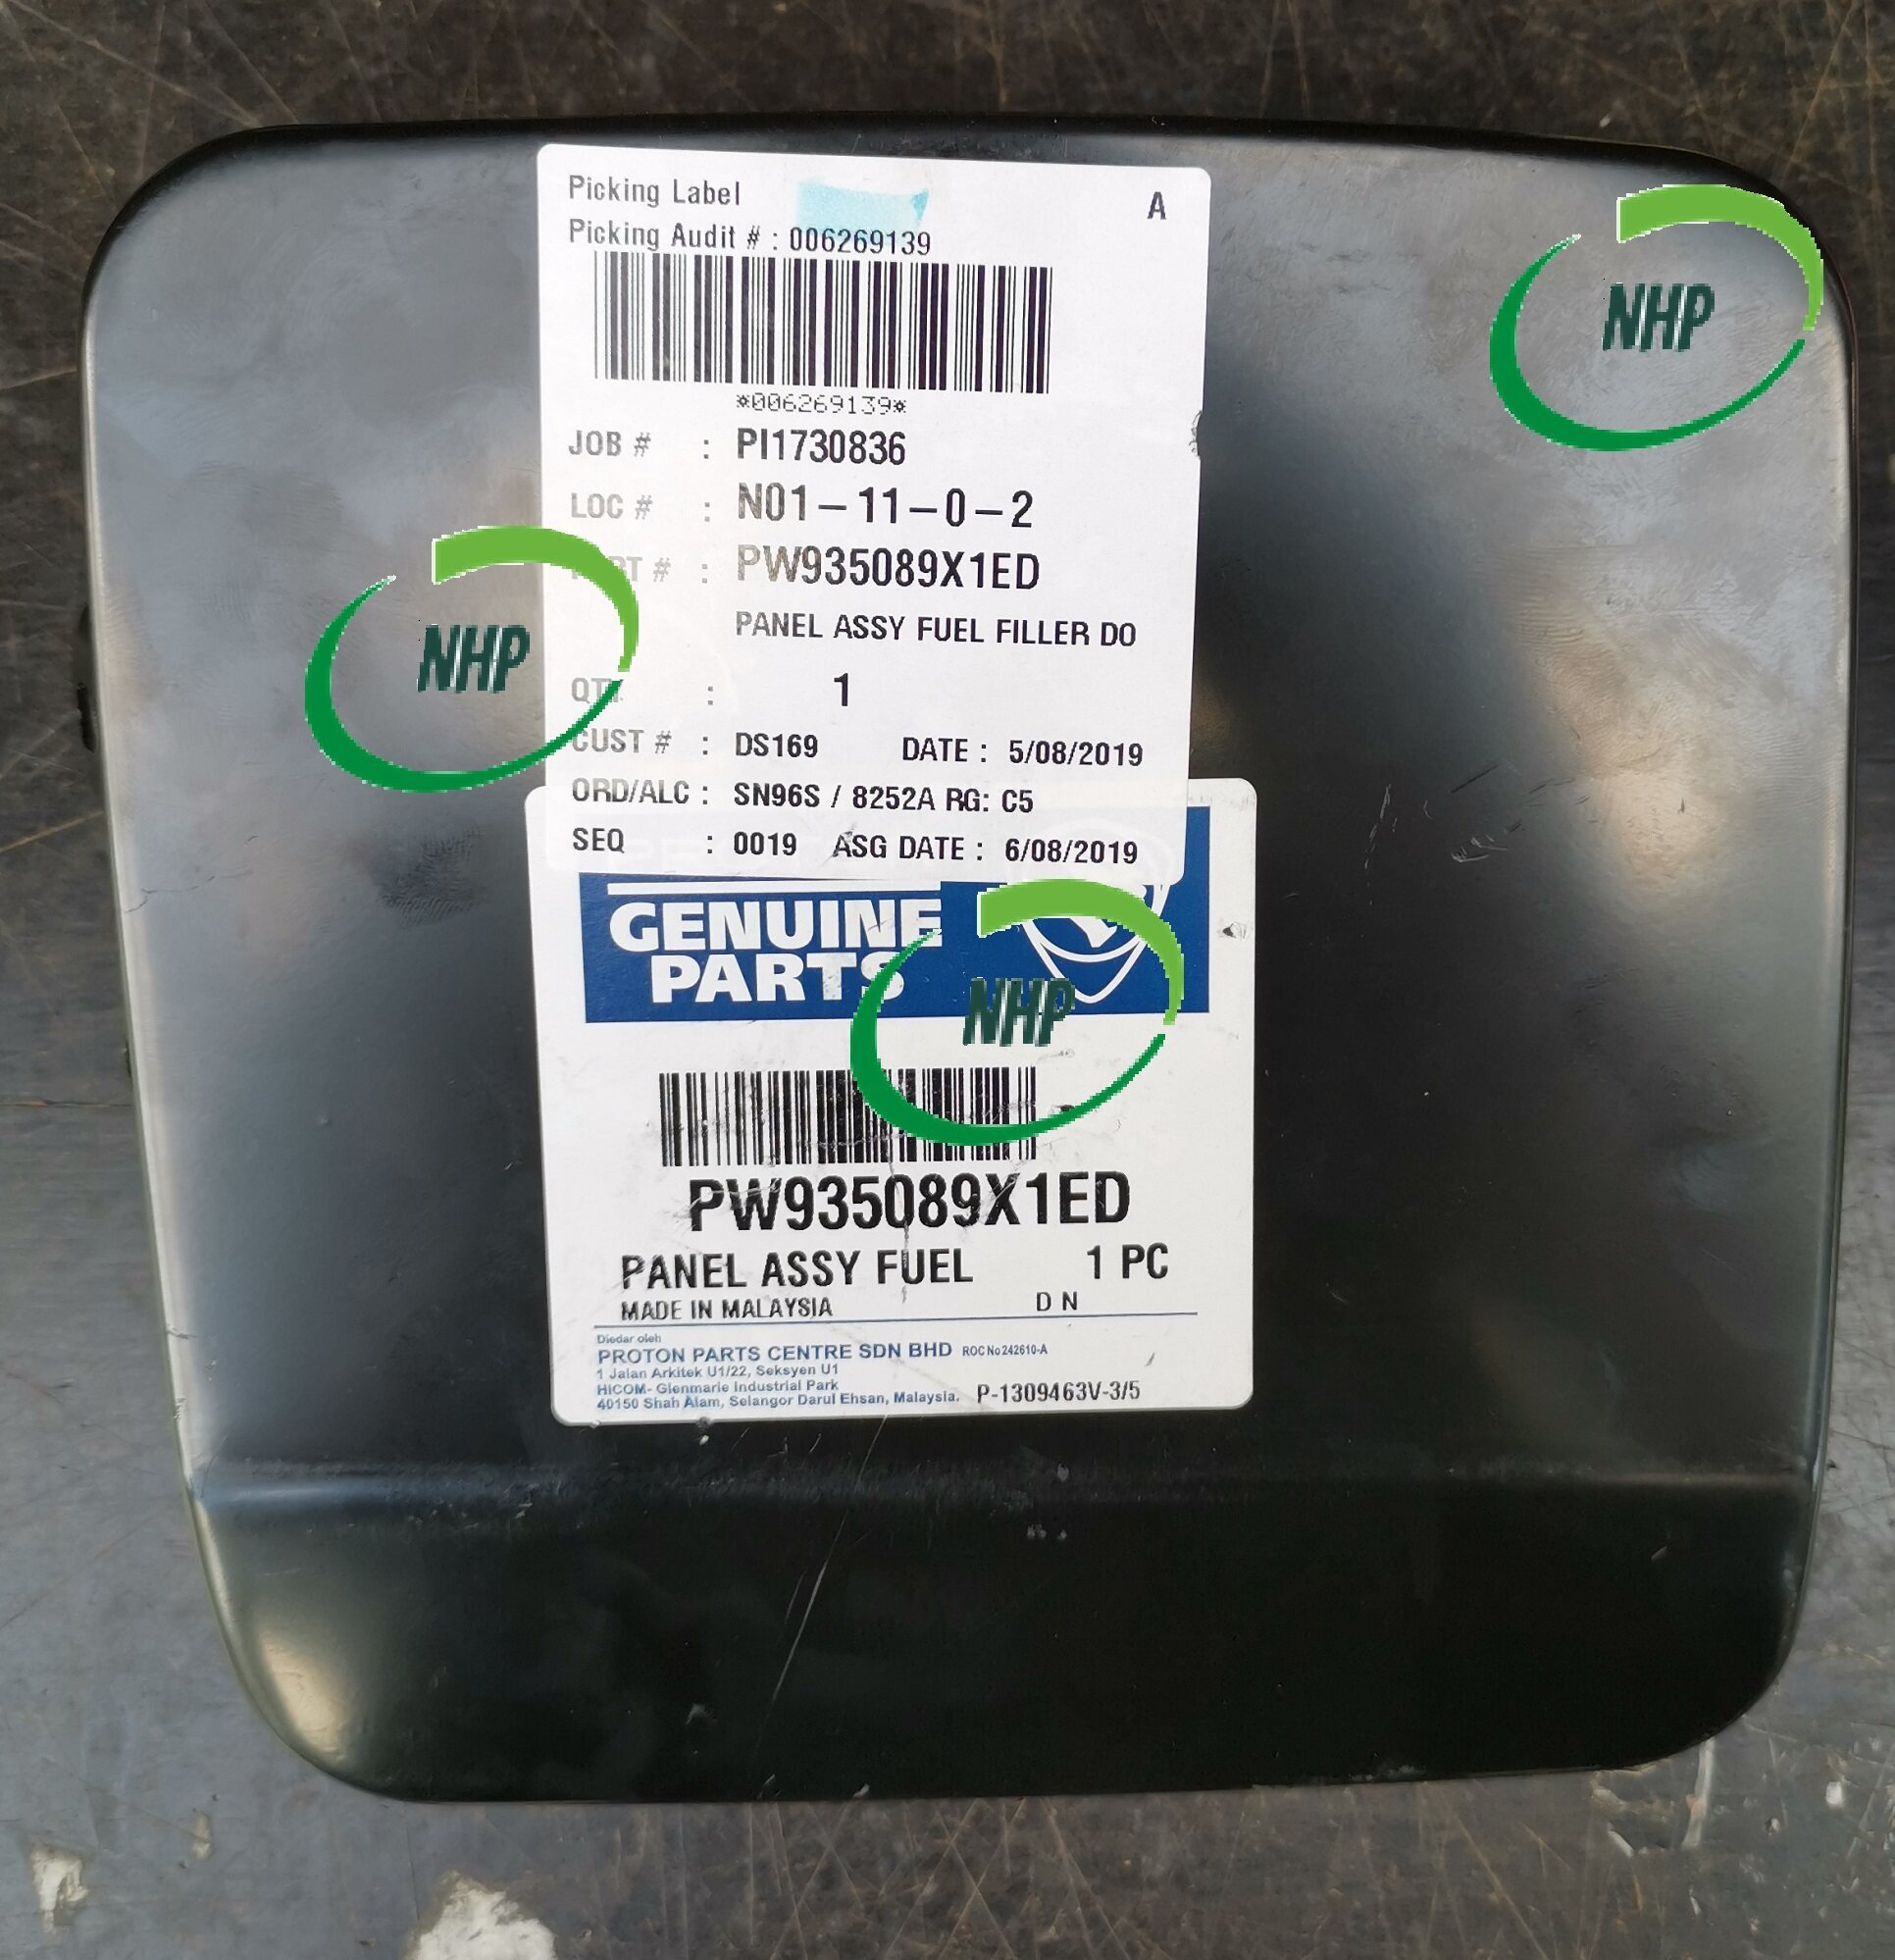 Picking Label A
Picking Audit # : 006269139
*006269139*
JOB # : PI1730836
LOC # : N01-11-0-2
# : PW935089X1ED
PANEL ASSY FUEL FILLER DO
QTY : 1
CUST # : DS169 DATE : 5/08/2019
ORD/ALC : SN96S / 8252A RG: C5
SEQ : 0019 ASG DATE : 6/08/2019
GENUINE
PARTS
PW935089X1ED
PANEL ASSY FUEL 1 PC
MADE IN MALAYSIA D N
Diedar oleh
PROTON PARTS CENTRE SDN BHD ROC No 242610-A
1 Jalan Arkitek U1/22, Seksyen U1
HICOM- Glenmarie Industrial Park
40150 Shah Alam, Selangor Darul Ehsan, Malaysia. P-1309463V-3/5
NHP
NHP
NHP